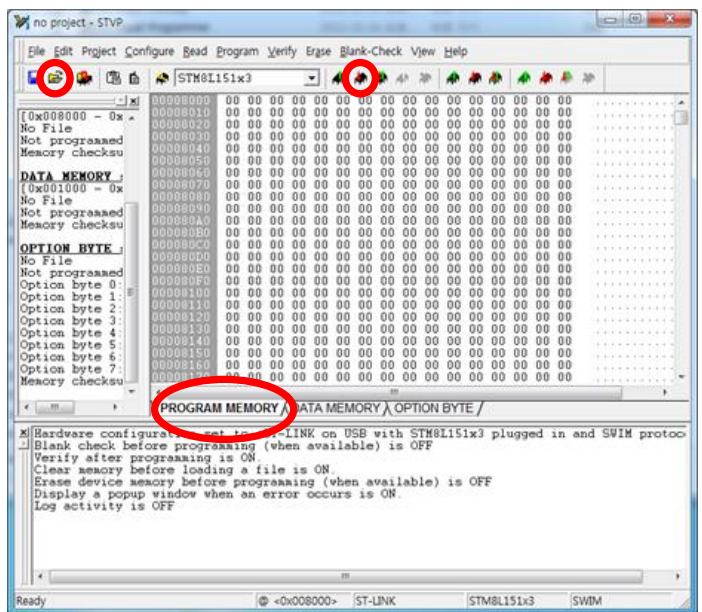 no project - STVP
File Edit Project Configure Read Program Verify Erase Blank-Check View Help
STM8L151x3
[0x008000 - 0x
No File
Not programmed
Memory checksu
DATA MEMORY :
[0x001000 - 0x
No File
Not programmed
Memory checksu
OPTION BYTE :
No File
Not programmed
Option byte 0:
Option byte 1:
Option byte 2:
Option byte 3:
Option byte 4:
Option byte 5:
Option byte 6:
Option byte 7:
Memory checksu
00008000 00 00 00 00 00 00 00 00 00 00 00 00 00 00 00 00 ................
00008010 00 00 00 00 00 00 00 00 00 00 00 00 00 00 00 00 ................
00008020 00 00 00 00 00 00 00 00 00 00 00 00 00 00 00 00 ................
00008030 00 00 00 00 00 00 00 00 00 00 00 00 00 00 00 00 ................
00008040 00 00 00 00 00 00 00 00 00 00 00 00 00 00 00 00 ................
00008050 00 00 00 00 00 00 00 00 00 00 00 00 00 00 00 00 ................
00008060 00 00 00 00 00 00 00 00 00 00 00 00 00 00 00 00 ................
00008070 00 00 00 00 00 00 00 00 00 00 00 00 00 00 00 00 ................
00008080 00 00 00 00 00 00 00 00 00 00 00 00 00 00 00 00 ................
00008090 00 00 00 00 00 00 00 00 00 00 00 00 00 00 00 00 ................
000080A0 00 00 00 00 00 00 00 00 00 00 00 00 00 00 00 00 ................
000080B0 00 00 00 00 00 00 00 00 00 00 00 00 00 00 00 00 ................
000080C0 00 00 00 00 00 00 00 00 00 00 00 00 00 00 00 00 ................
000080D0 00 00 00 00 00 00 00 00 00 00 00 00 00 00 00 00 ................
000080E0 00 00 00 00 00 00 00 00 00 00 00 00 00 00 00 00 ................
000080F0 00 00 00 00 00 00 00 00 00 00 00 00 00 00 00 00 ................
00008100 00 00 00 00 00 00 00 00 00 00 00 00 00 00 00 00 ................
00008110 00 00 00 00 00 00 00 00 00 00 00 00 00 00 00 00 ................
00008120 00 00 00 00 00 00 00 00 00 00 00 00 00 00 00 00 ................
00008130 00 00 00 00 00 00 00 00 00 00 00 00 00 00 00 00 ................
00008140 00 00 00 00 00 00 00 00 00 00 00 00 00 00 00 00 ................
00008150 00 00 00 00 00 00 00 00 00 00 00 00 00 00 00 00 ................
00008160 00 00 00 00 00 00 00 00 00 00 00 00 00 00 00 00 ................
PROGRAM MEMORY DATA MEMORY OPTION BYTE
Hardware configuration set to ST-LINK on USB with STM8L151x3 plugged in and SWIM protoc
Blank check before programming (when available) is OFF
Verify after programming is ON.
Clear memory before loading a file is ON.
Erase device memory before programming (when available) is OFF
Display a popup window when an error occurs is ON.
Log activity is OFF
Ready @ <0x008000> ST-LINK STM8L151x3 SWIM